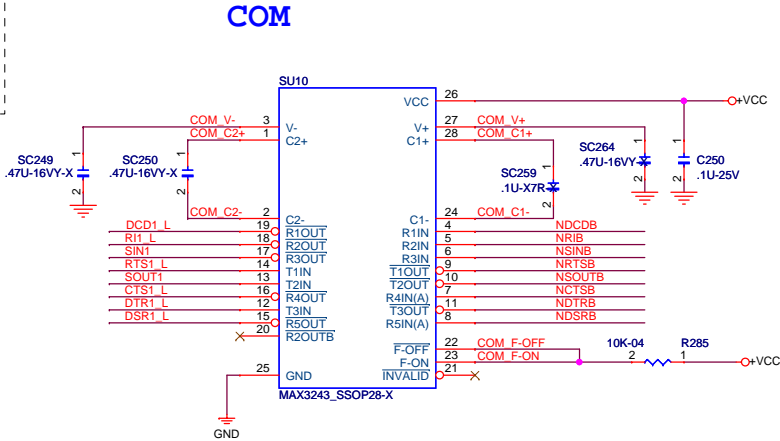 COM
SU10
VCC 26
+VCC
COM_V- 3 V-
V+ 27 COM_V+
COM_C2+ 1 C2+
C1+ 28 COM_C1+
SC249
.47U-16VY-X
1
2
SC250
.47U-16VY-X
1
2
SC259
.1U-X7R
1
2
SC264
.47U-16VY
1
2
C250
.1U-25V
1
2
COM_C2- 2 C2-
C1- 24 COM_C1-
DCD1_L 19 R1OUT
R1IN 4 NDCDB
RI1_L 18 R2OUT
R2IN 5 NRIB
SIN1 17 R3OUT
R3IN 6 NSINB
RTS1_L 14 T1IN
T1OUT 9 NRTSB
SOUT1 13 T2IN
T2OUT 10 NSOUTB
CTS1_L 16 R4OUT
R4IN(A) 7 NCTSB
DTR1_L 12 T3IN
T3OUT 11 NDTRB
DSR1_L 15 R5OUT
R5IN(A) 8 NDSRB
20 R2OUTB
F-OFF 22 COM_F-OFF
F-ON 23 COM_F-ON
10K-04 R285
2 1
+VCC
25 GND
INVALID 21
MAX3243_SSOP28-X
GND